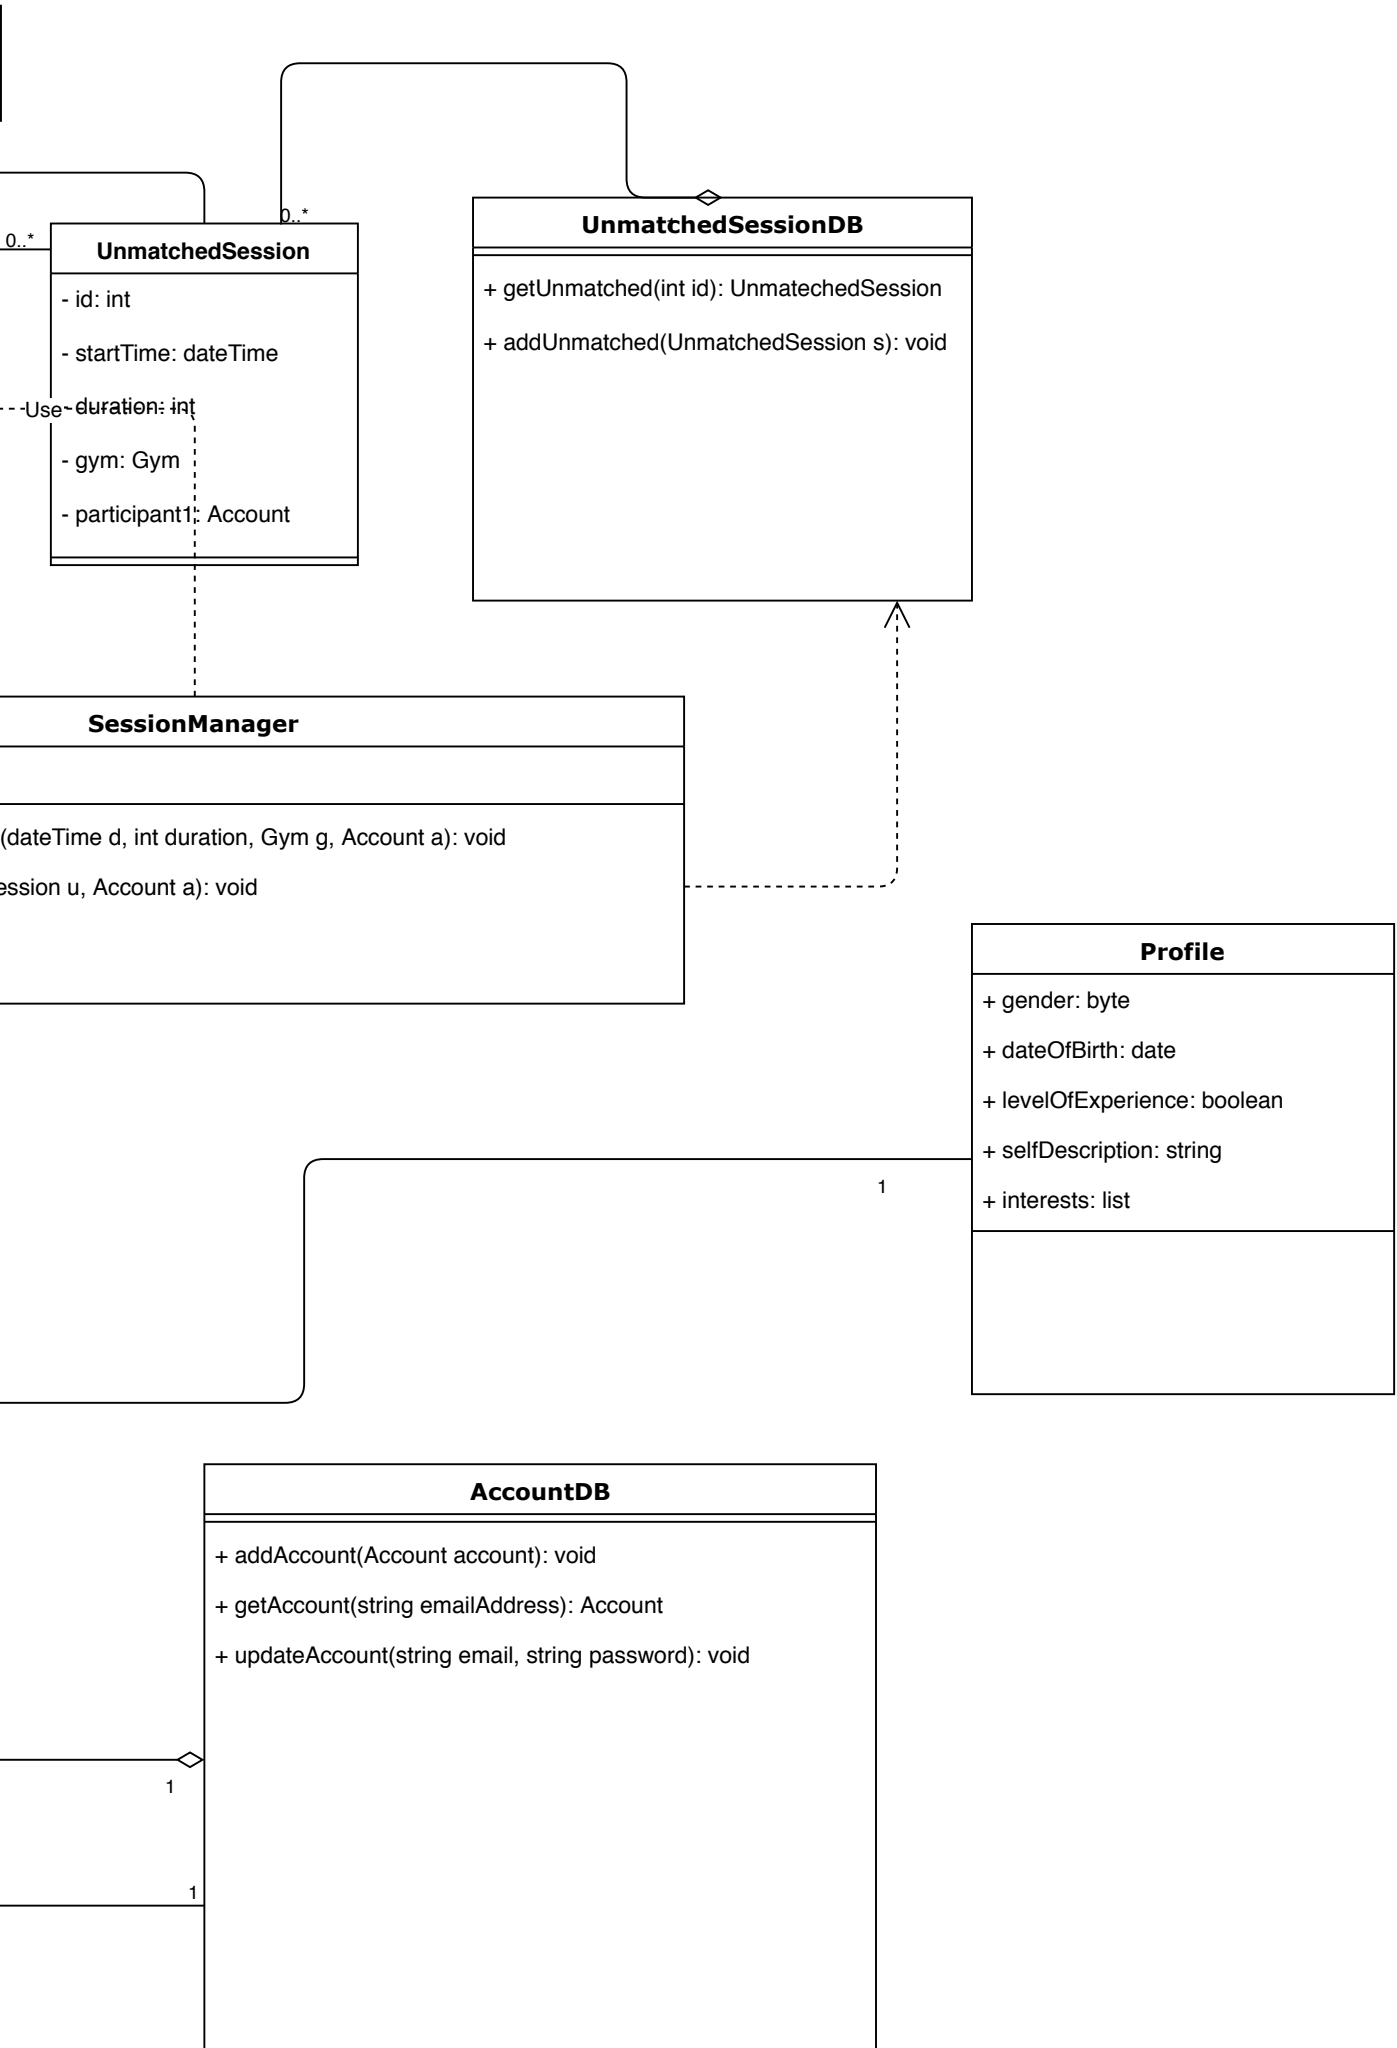 0..*
0..*
UnmatchedSession
- id: int
- startTime: dateTime
Use
- duration: int
- gym: Gym
- participant1: Account
UnmatchedSessionDB
+ getUnmatched(int id): UnmatechedSession
+ addUnmatched(UnmatchedSession s): void
SessionManager
(dateTime d, int duration, Gym g, Account a): void
ession u, Account a): void
Profile
+ gender: byte
+ dateOfBirth: date
+ levelOfExperience: boolean
+ selfDescription: string
+ interests: list
1
AccountDB
+ addAccount(Account account): void
+ getAccount(string emailAddress): Account
+ updateAccount(string email, string password): void
1
1